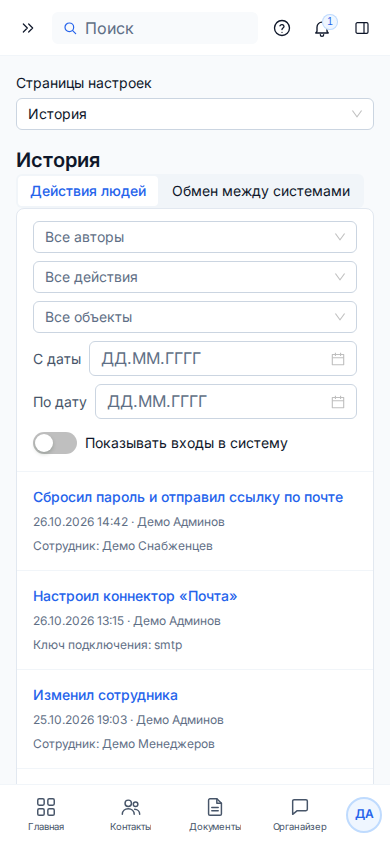 Поиск
1
Страницы настроек
История
История
Действия людей
Обмен между системами
Все авторы
Все действия
Все объекты
С даты ДД.ММ.ГГГГ
По дату ДД.ММ.ГГГГ
Показывать входы в систему
Сбросил пароль и отправил ссылку по почте
26.10.2026 14:42 · Демо Админов
Сотрудник: Демо Снабженцев
Настроил коннектор «Почта»
26.10.2026 13:15 · Демо Админов
Ключ подключения: smtp
Изменил сотрудника
25.10.2026 19:03 · Демо Админов
Сотрудник: Демо Менеджеров
Главная
Контакты
Документы
Органайзер
ДА